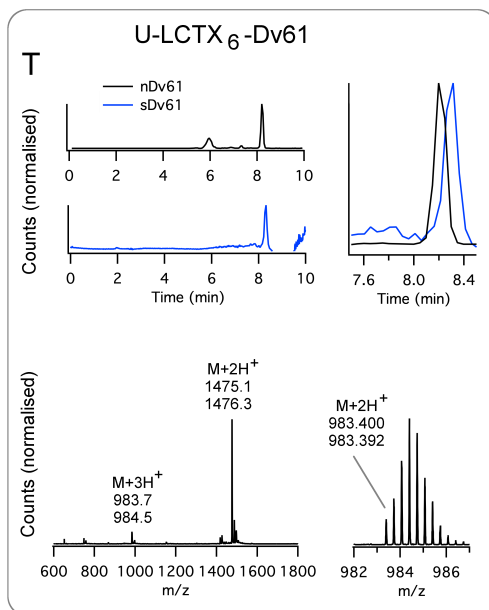 U-LCTX6-Dv61
T
nDv61
sDv61
Counts (normalised)
0 2 4 6 8 10
0 2 4 6 8 10
Time (min)
7.6 8.0 8.4
Time (min)
Counts (normalised)
M+2H+
1475.1
1476.3
M+3H+
983.7
984.5
600 800 1000 1200 1400 1600 1800
m/z
M+2H+
983.400
983.392
982 984 986
m/z